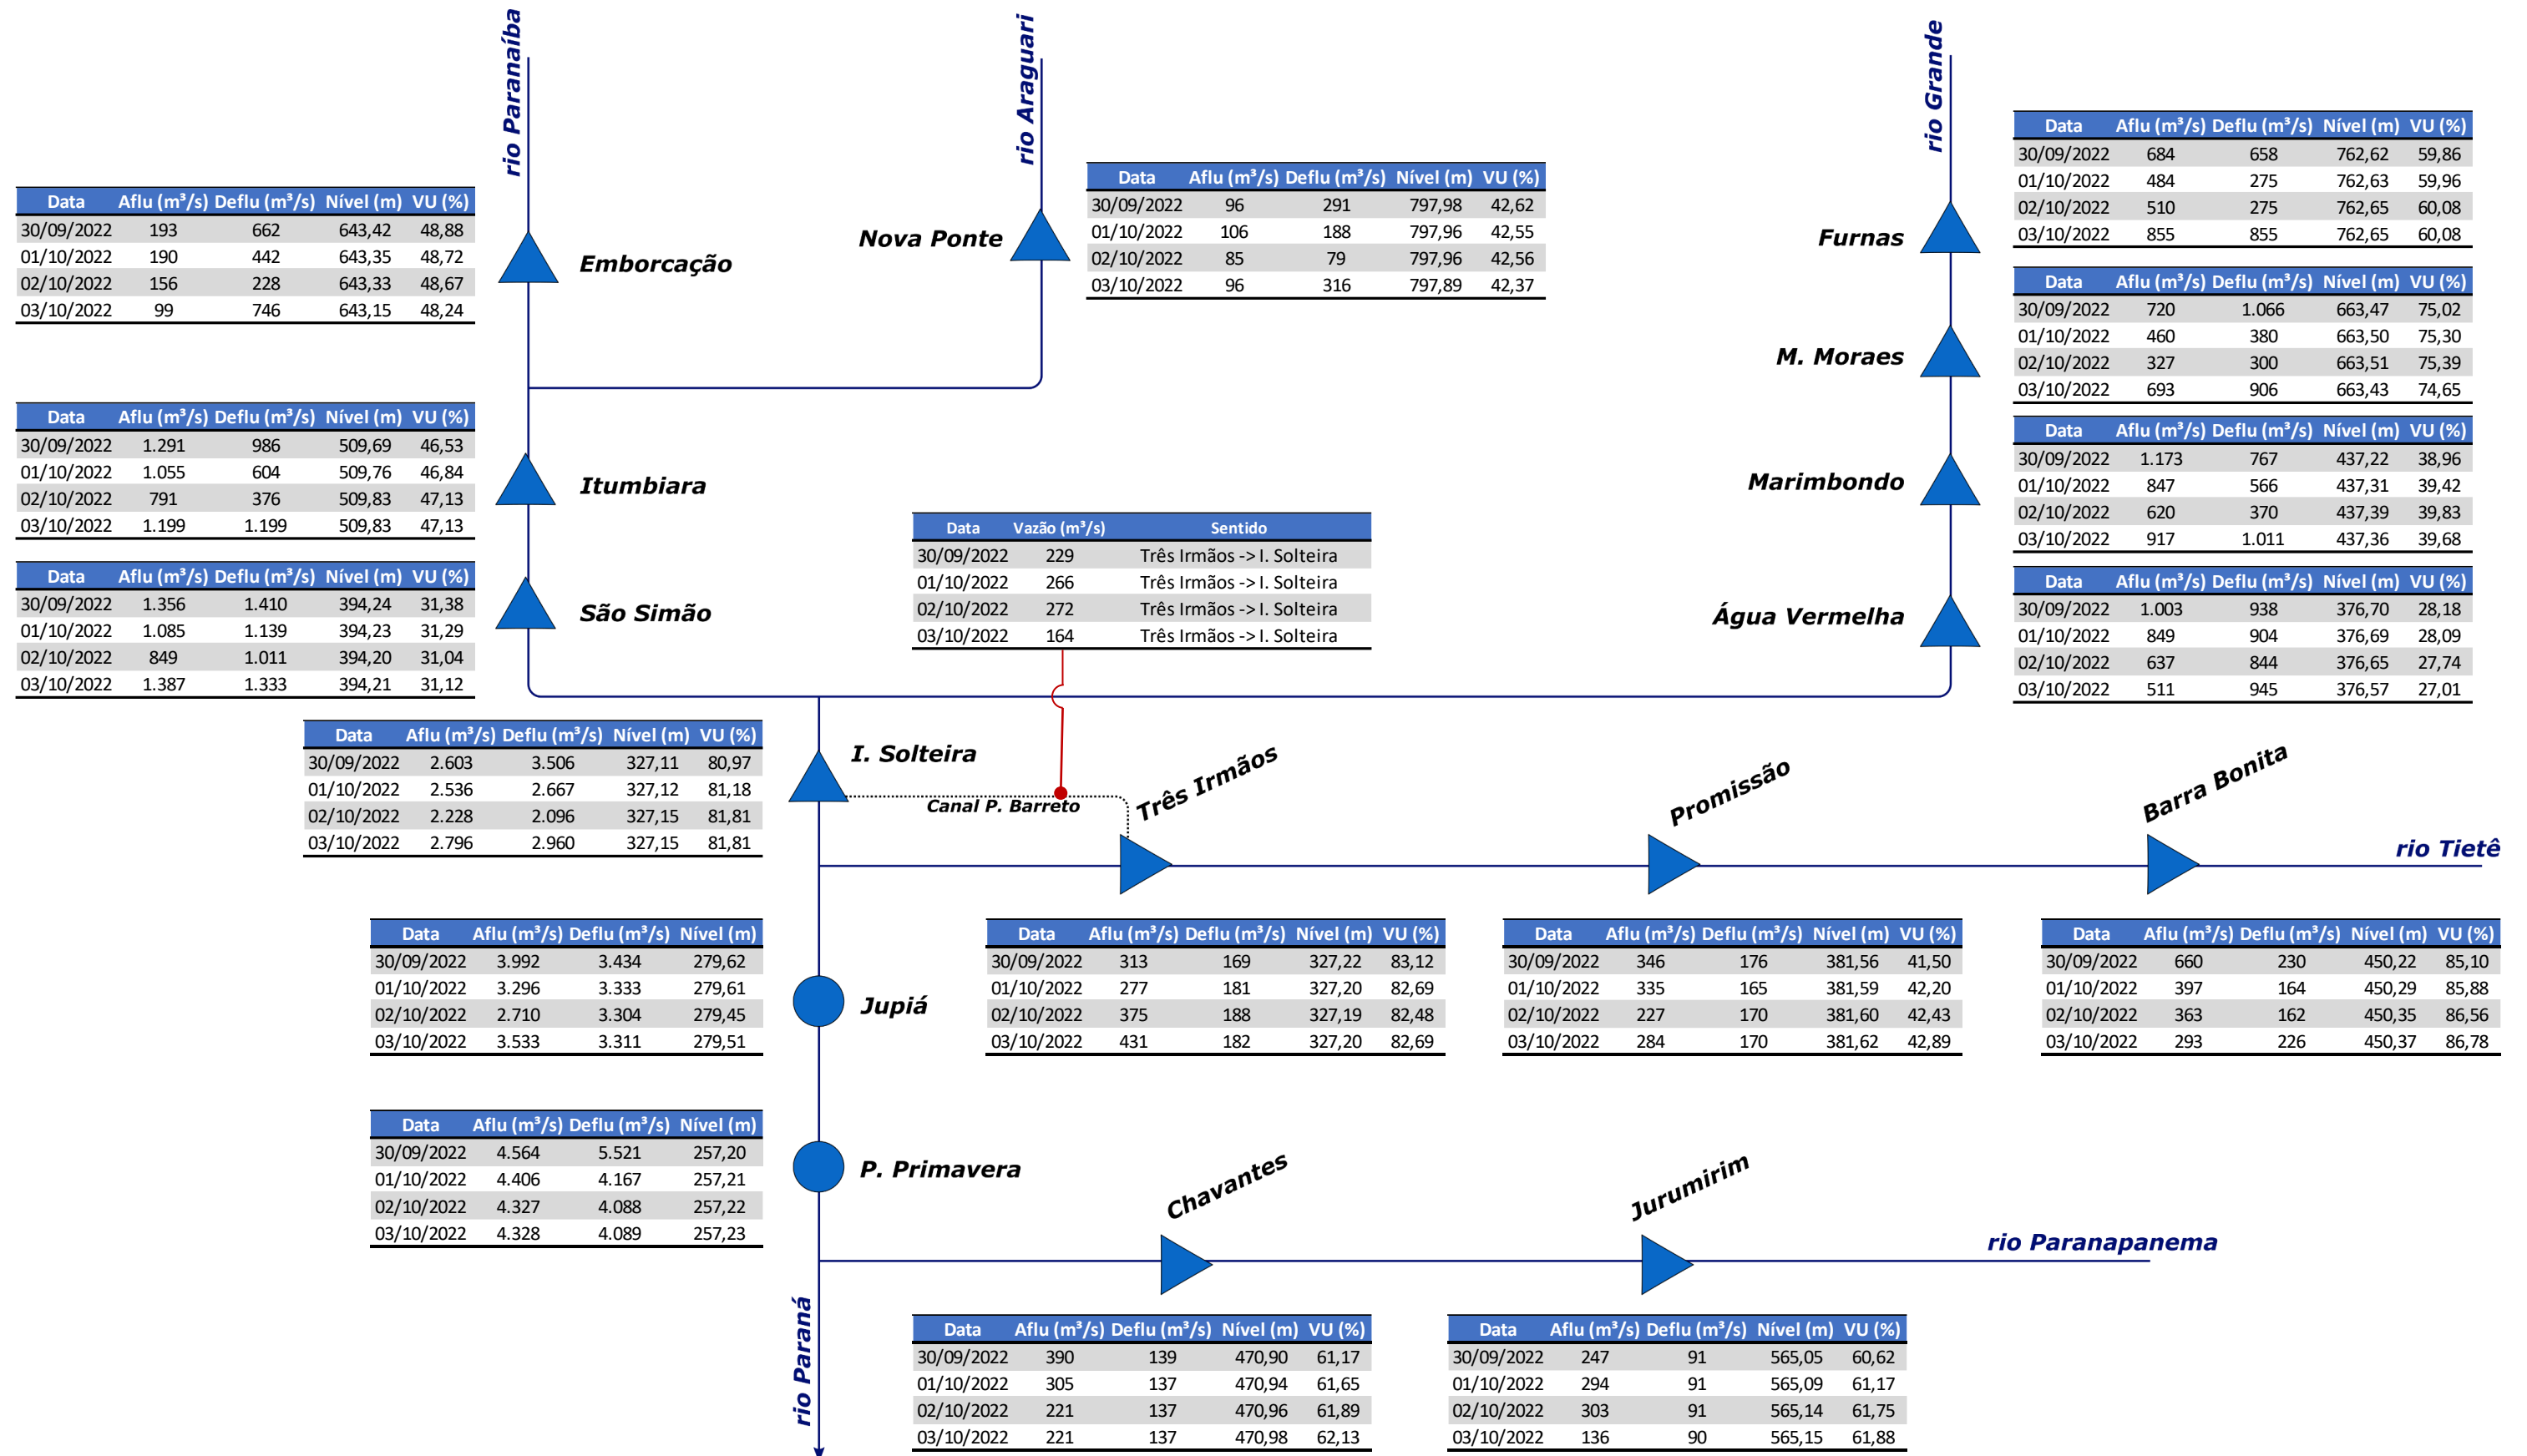 rio Paranaíba
rio Araguari
rio Grande
Data Aflu (m³/s) Deflu (m³/s) Nível (m) VU (%)
30/09/2022 193 662 643,42 48,88
01/10/2022 190 442 643,35 48,72
02/10/2022 156 228 643,33 48,67
03/10/2022 99 746 643,15 48,24
Emborcação
Nova Ponte
Data Aflu (m³/s) Deflu (m³/s) Nível (m) VU (%)
30/09/2022 96 291 797,98 42,62
01/10/2022 106 188 797,96 42,55
02/10/2022 85 79 797,96 42,56
03/10/2022 96 316 797,89 42,37
Furnas
Data Aflu (m³/s) Deflu (m³/s) Nível (m) VU (%)
30/09/2022 684 658 762,62 59,86
01/10/2022 484 275 762,63 59,96
02/10/2022 510 275 762,65 60,08
03/10/2022 855 855 762,65 60,08
M. Moraes
Data Aflu (m³/s) Deflu (m³/s) Nível (m) VU (%)
30/09/2022 720 1.066 663,47 75,02
01/10/2022 460 380 663,50 75,30
02/10/2022 327 300 663,51 75,39
03/10/2022 693 906 663,43 74,65
Data Aflu (m³/s) Deflu (m³/s) Nível (m) VU (%)
30/09/2022 1.291 986 509,69 46,53
01/10/2022 1.055 604 509,76 46,84
02/10/2022 791 376 509,83 47,13
03/10/2022 1.199 1.199 509,83 47,13
Itumbiara
Marimbondo
Data Aflu (m³/s) Deflu (m³/s) Nível (m) VU (%)
30/09/2022 1.173 767 437,22 38,96
01/10/2022 847 566 437,31 39,42
02/10/2022 620 370 437,39 39,83
03/10/2022 917 1.011 437,36 39,68
Data Aflu (m³/s) Deflu (m³/s) Nível (m) VU (%)
30/09/2022 1.356 1.410 394,24 31,38
01/10/2022 1.085 1.139 394,23 31,29
02/10/2022 849 1.011 394,20 31,04
03/10/2022 1.387 1.333 394,21 31,12
São Simão
Data Vazão (m³/s) Sentido
30/09/2022 229 Três Irmãos -> I. Solteira
01/10/2022 266 Três Irmãos -> I. Solteira
02/10/2022 272 Três Irmãos -> I. Solteira
03/10/2022 164 Três Irmãos -> I. Solteira
Água Vermelha
Data Aflu (m³/s) Deflu (m³/s) Nível (m) VU (%)
30/09/2022 1.003 938 376,70 28,18
01/10/2022 849 904 376,69 28,09
02/10/2022 637 844 376,65 27,74
03/10/2022 511 945 376,57 27,01
Data Aflu (m³/s) Deflu (m³/s) Nível (m) VU (%)
30/09/2022 2.603 3.506 327,11 80,97
01/10/2022 2.536 2.667 327,12 81,18
02/10/2022 2.228 2.096 327,15 81,81
03/10/2022 2.796 2.960 327,15 81,81
I. Solteira
Canal P. Barreto
Três Irmãos
Promissão
Barra Bonita
rio Tietê
Data Aflu (m³/s) Deflu (m³/s) Nível (m)
30/09/2022 3.992 3.434 279,62
01/10/2022 3.296 3.333 279,61
02/10/2022 2.710 3.304 279,45
03/10/2022 3.533 3.311 279,51
Jupiá
Data Aflu (m³/s) Deflu (m³/s) Nível (m) VU (%)
30/09/2022 313 169 327,22 83,12
01/10/2022 277 181 327,20 82,69
02/10/2022 375 188 327,19 82,48
03/10/2022 431 182 327,20 82,69
Data Aflu (m³/s) Deflu (m³/s) Nível (m) VU (%)
30/09/2022 346 176 381,56 41,50
01/10/2022 335 165 381,59 42,20
02/10/2022 227 170 381,60 42,43
03/10/2022 284 170 381,62 42,89
Data Aflu (m³/s) Deflu (m³/s) Nível (m) VU (%)
30/09/2022 660 230 450,22 85,10
01/10/2022 397 164 450,29 85,88
02/10/2022 363 162 450,35 86,56
03/10/2022 293 226 450,37 86,78
Data Aflu (m³/s) Deflu (m³/s) Nível (m)
30/09/2022 4.564 5.521 257,20
01/10/2022 4.406 4.167 257,21
02/10/2022 4.327 4.088 257,22
03/10/2022 4.328 4.089 257,23
P. Primavera
Chavantes
Jurumirim
rio Paranapanema
rio Paraná
Data Aflu (m³/s) Deflu (m³/s) Nível (m) VU (%)
30/09/2022 390 139 470,90 61,17
01/10/2022 305 137 470,94 61,65
02/10/2022 221 137 470,96 61,89
03/10/2022 221 137 470,98 62,13
Data Aflu (m³/s) Deflu (m³/s) Nível (m) VU (%)
30/09/2022 247 91 565,05 60,62
01/10/2022 294 91 565,09 61,17
02/10/2022 303 91 565,14 61,75
03/10/2022 136 90 565,15 61,88